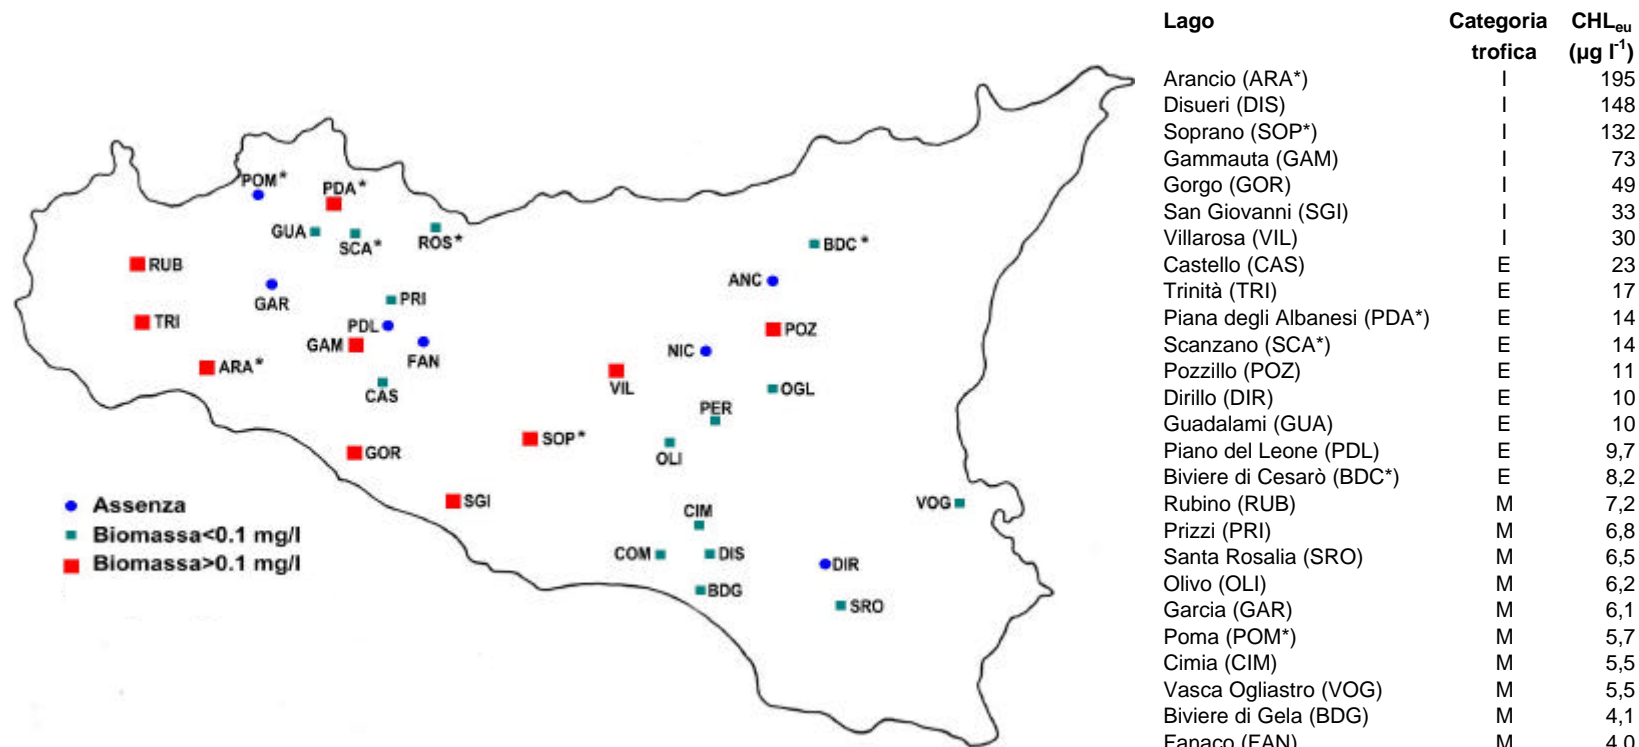 POM*
PDA*
GUA
SCA*
ROS*
BDC*
RUB
GAR
ANC
PRI
TRI
PDL
POZ
GAM
FAN
NIC
ARA*
CAS
VIL
OGL
PER
SOP*
OLI
GOR
SGI
VOG
CIM
COM
DIS
DIR
BDG
SRO
Assenza
Biomassa<0.1 mg/l
Biomassa>0.1 mg/l
Lago Categoria CHLeu
trofica (µg l-1)
Arancio (ARA*) I 195
Disueri (DIS) I 148
Soprano (SOP*) I 132
Gammauta (GAM) I 73
Gorgo (GOR) I 49
San Giovanni (SGI) I 33
Villarosa (VIL) I 30
Castello (CAS) E 23
Trinità (TRI) E 17
Piana degli Albanesi (PDA*) E 14
Scanzano (SCA*) E 14
Pozzillo (POZ) E 11
Dirillo (DIR) E 10
Guadalami (GUA) E 10
Piano del Leone (PDL) E 9,7
Biviere di Cesarò (BDC*) E 8,2
Rubino (RUB) M 7,2
Prizzi (PRI) M 6,8
Santa Rosalia (SRO) M 6,5
Olivo (OLI) M 6,2
Garcia (GAR) M 6,1
Poma (POM*) M 5,7
Cimia (CIM) M 5,5
Vasca Ogliastro (VOG) M 5,5
Biviere di Gela (BDG) M 4,1
Fanaco (FAN) M 4,0